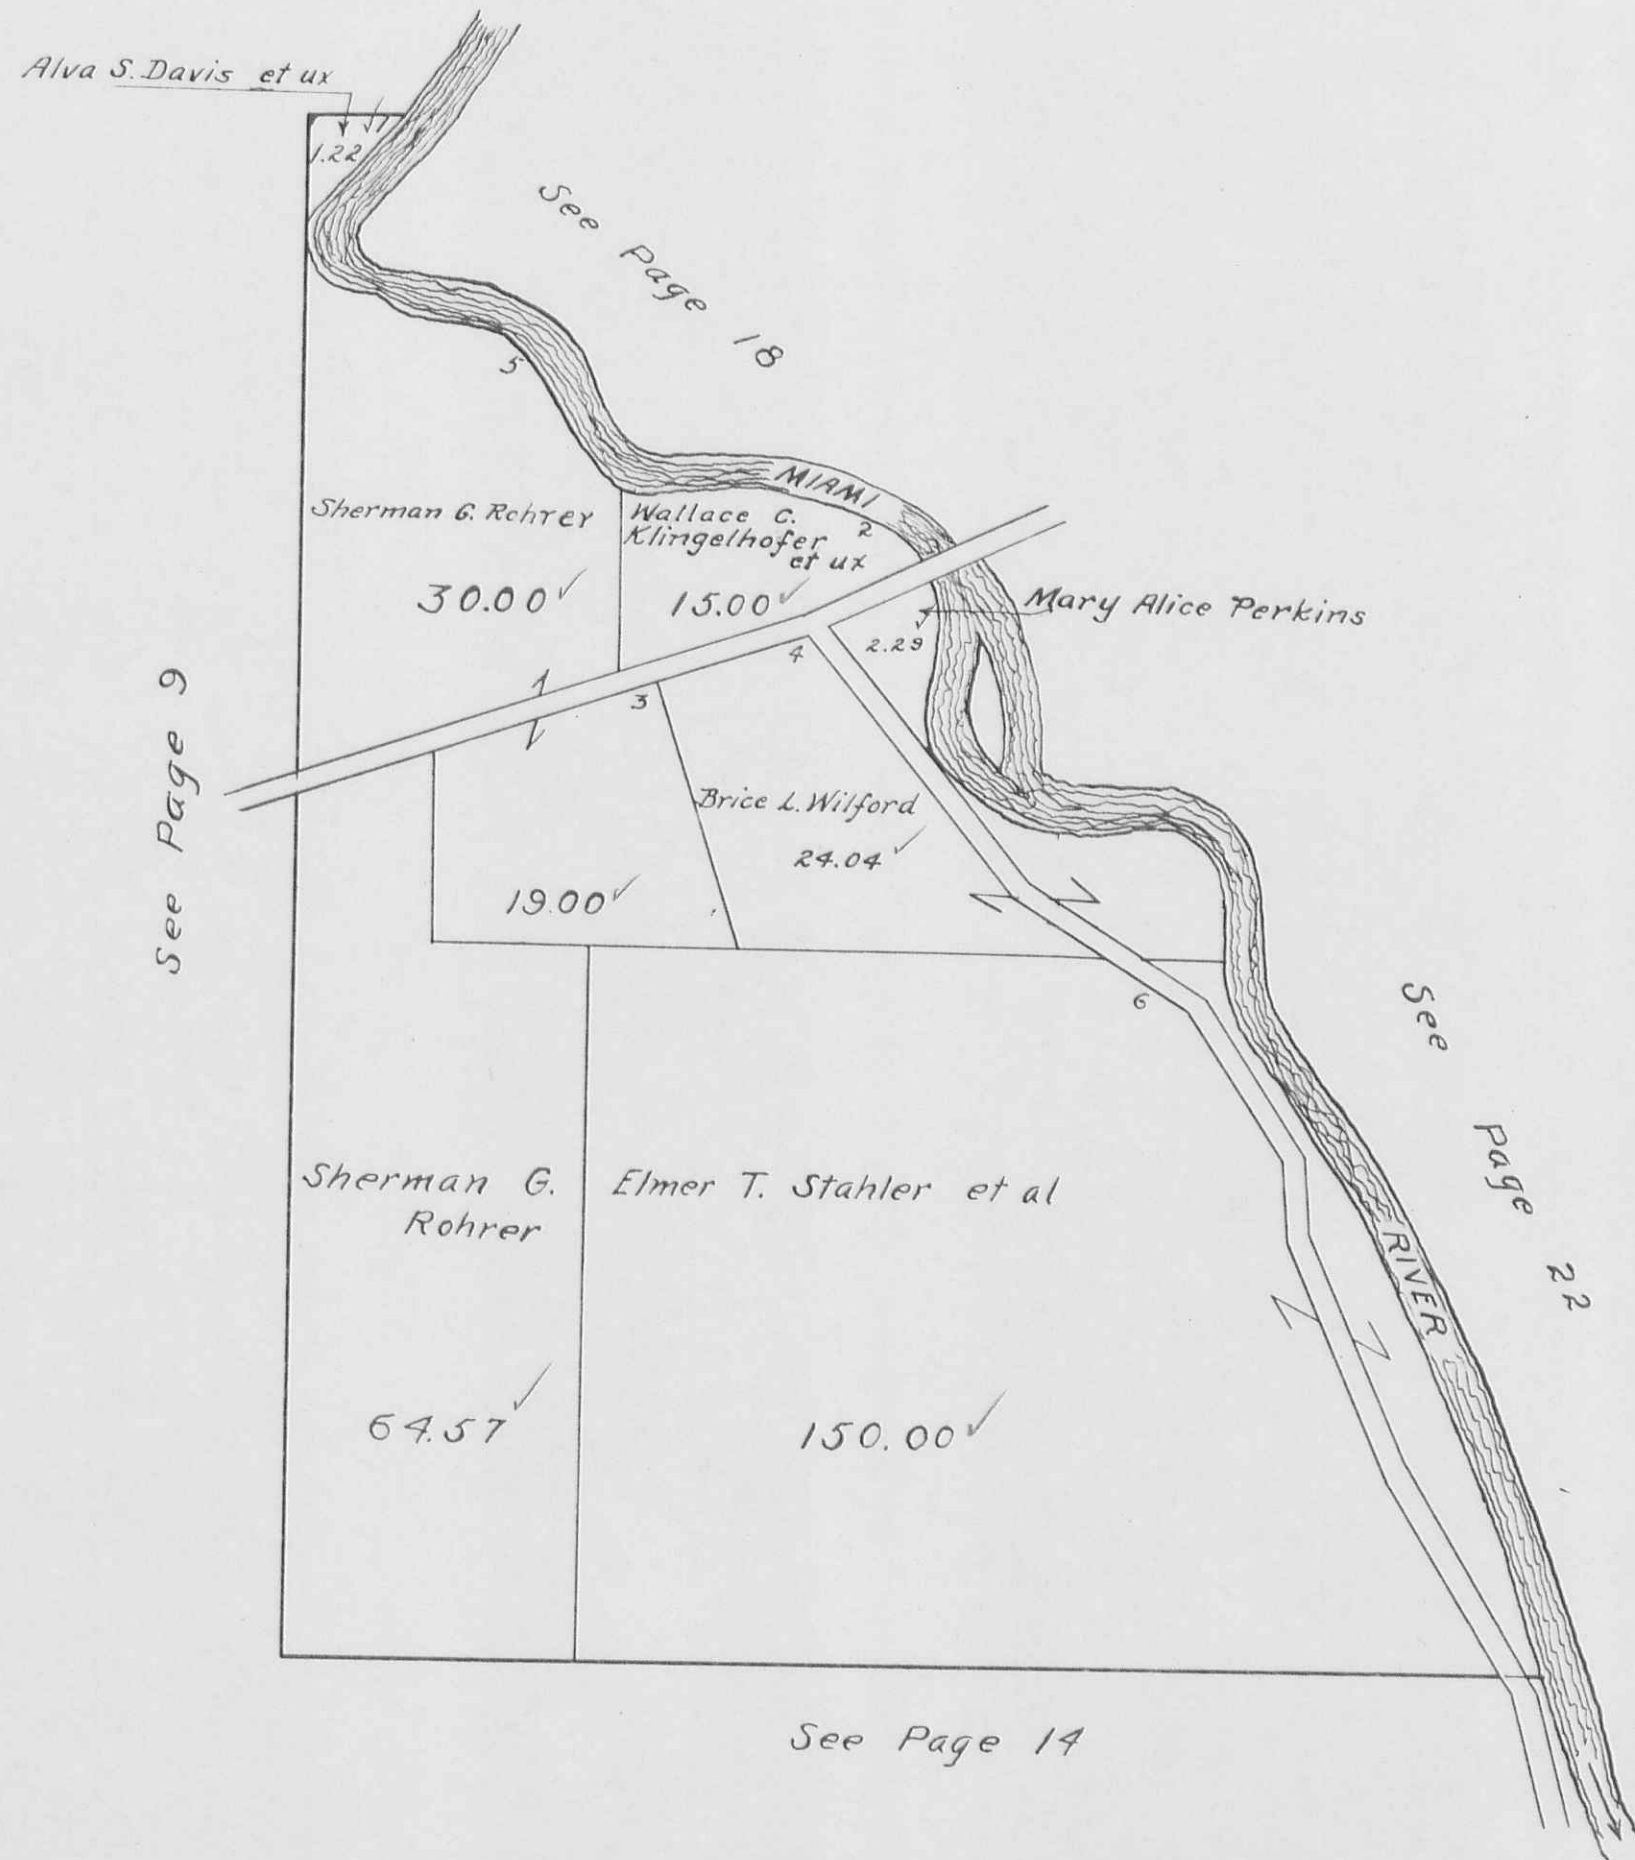 Alva S. Davis et ux
1.22
See Page 18
5
MIAMI
Sherman G. Rohrer
30.00
Wallace C.
Klingelhofer
et ux
2
15.00
Mary Alice Perkins
2.29
4
3
See Page 9
Brice L. Wilford
24.04
19.00
6
See Page 22
Sherman G.
Rohrer
64.57
Elmer T. Stahler et al
150.00
RIVER
See Page 14